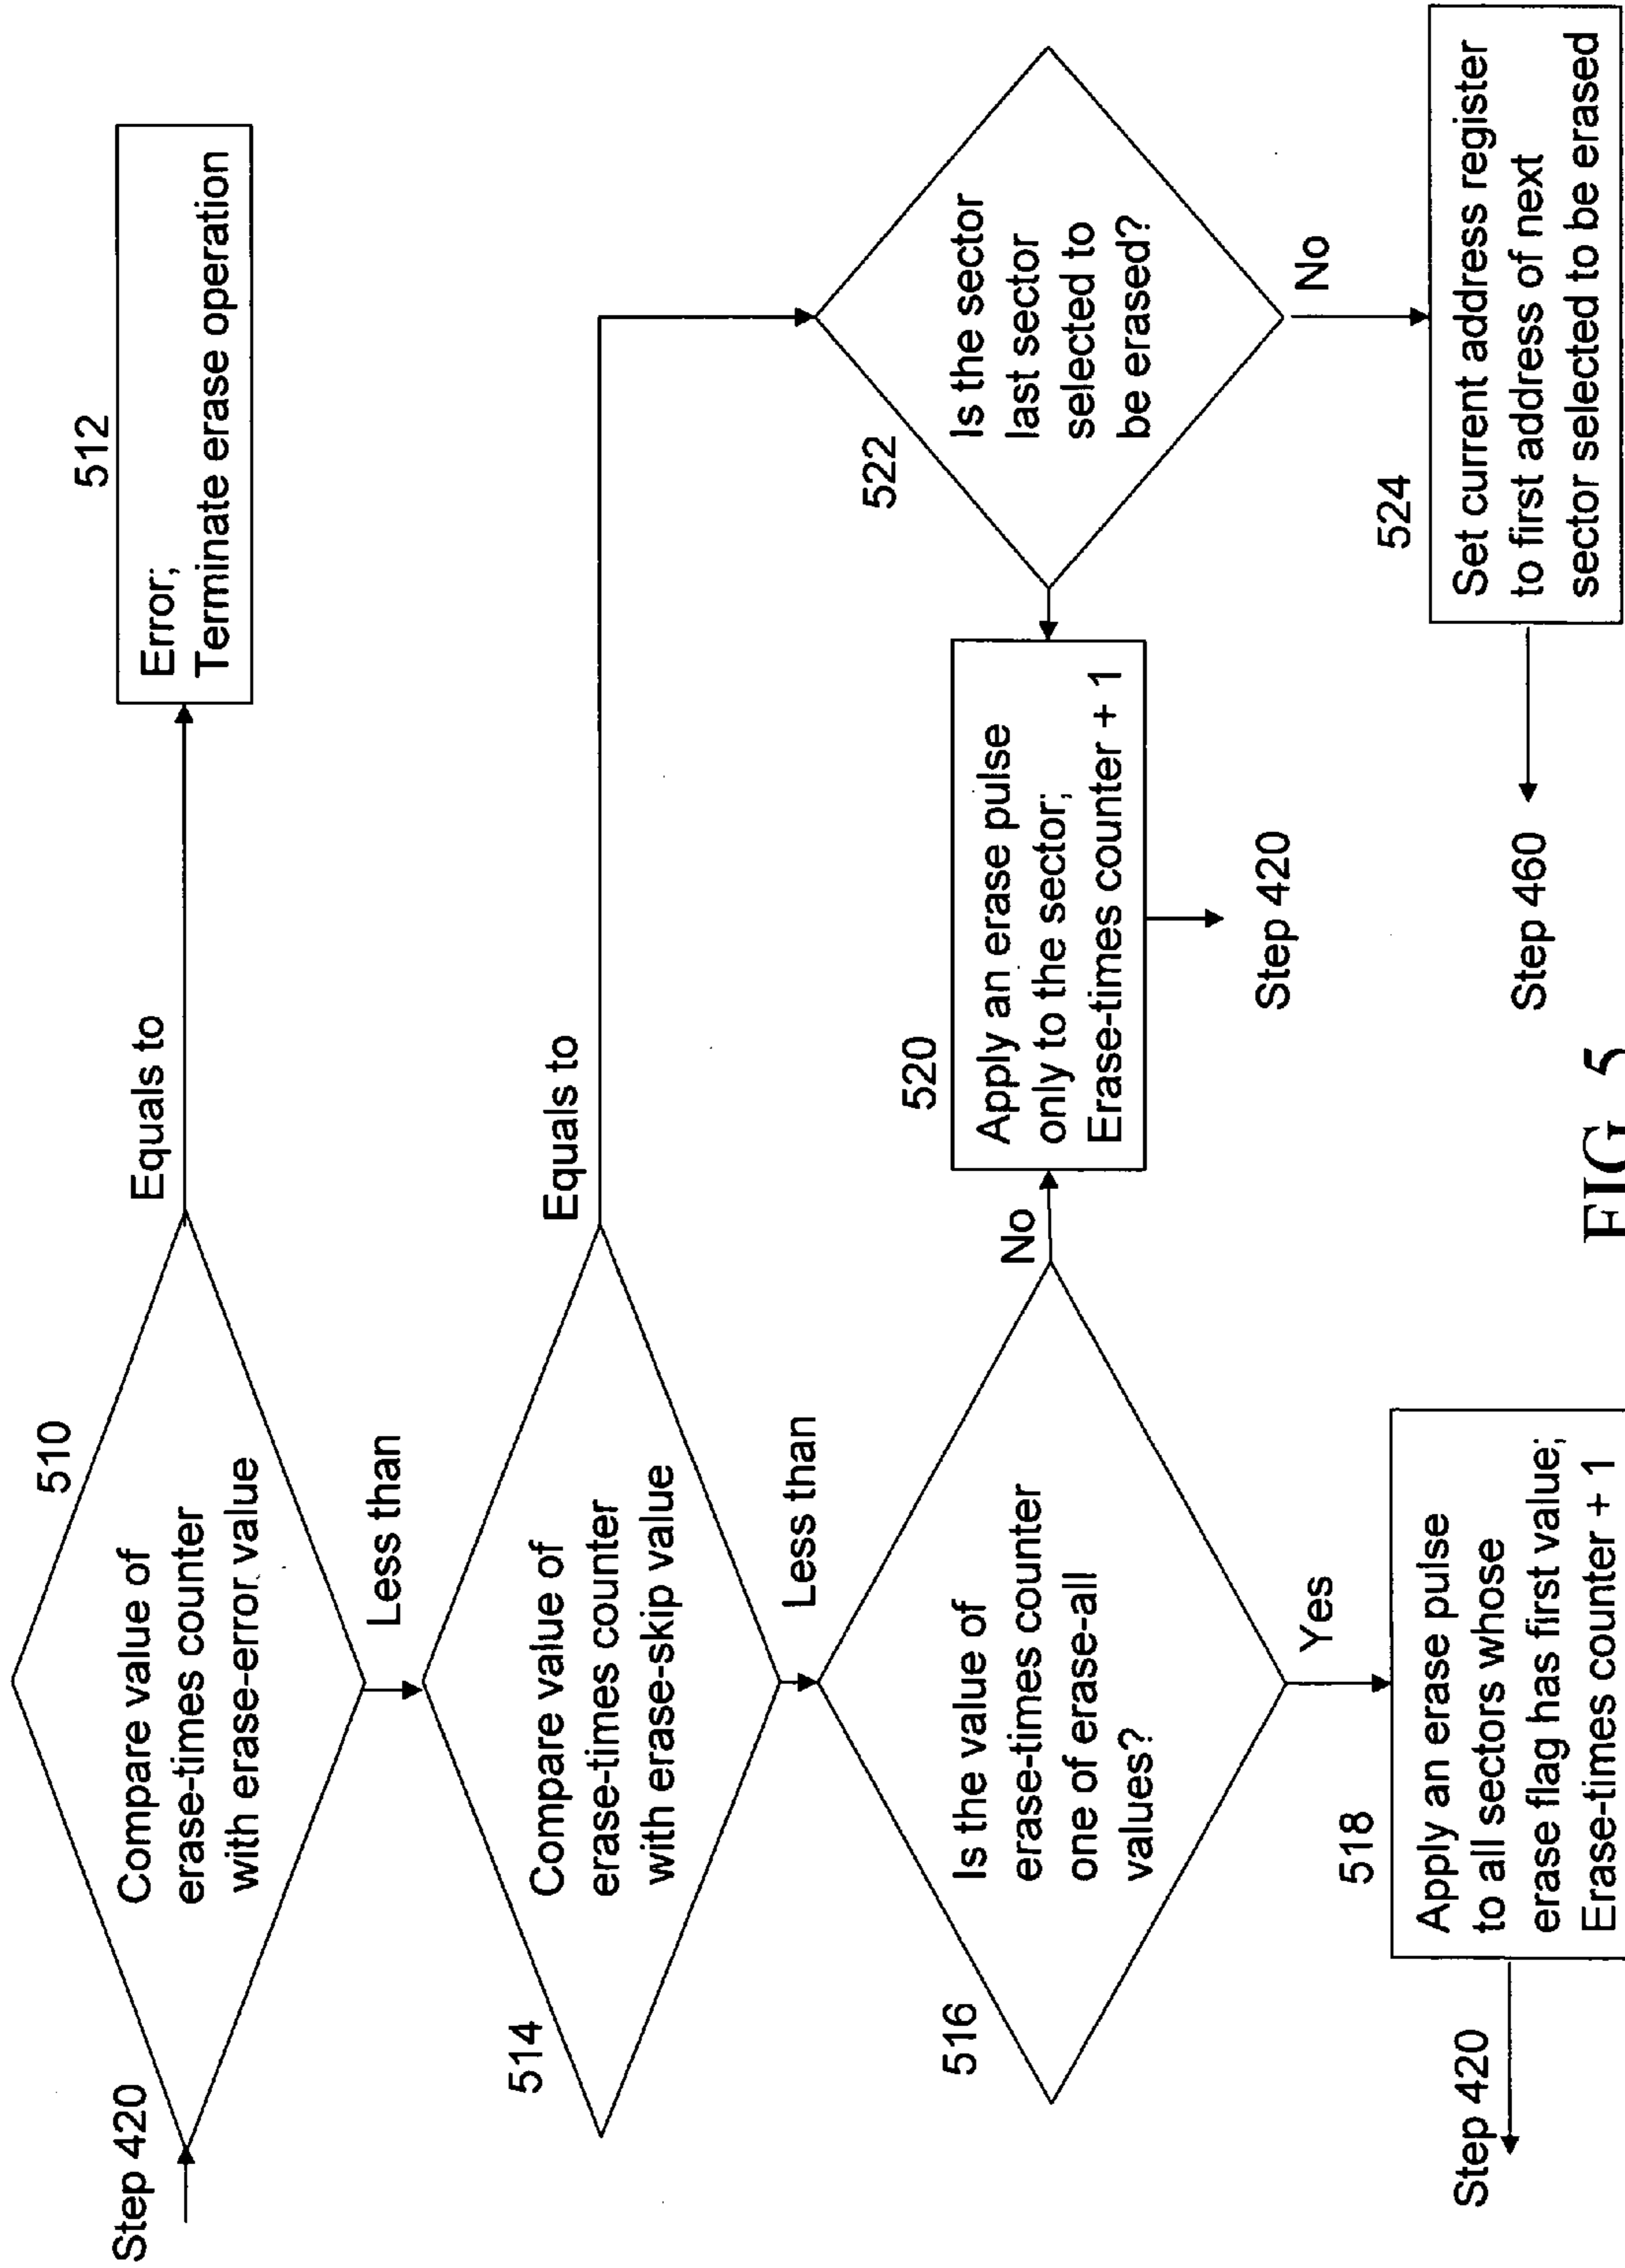 Step 420
510
Compare value of
erase-times counter
with erase-error value
Equals to
512
Error;
Terminate erase operation
Less than
514
Compare value of
erase-times counter
with erase-skip value
Equals to
Less than
516
Is the value of
erase-times counter
one of erase-all
values?
No
520
Apply an erase pulse
only to the sector;
Erase-times counter + 1
Step 420
522
Is the sector
last sector
selected to
be erased?
No
Yes
518
Apply an erase pulse
to all sectors whose
erase flag has first value;
Erase-times counter + 1
Step 420
524
Set current address register
to first address of next
sector selected to be erased
Step 460
FIG. 5